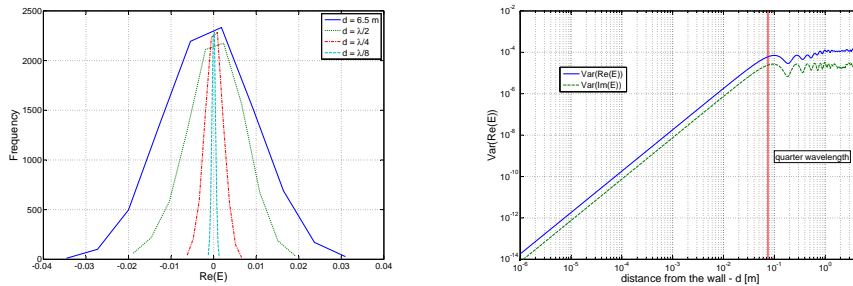 2500
2000
1500
1000
500
0
Frequency
-0.04
-0.03
-0.02
-0.01
0
0.01
0.02
0.03
0.04
Re(E)
d = 6.5 m
d = λ/2
d = λ/4
d = λ/8
10^-4
10^-2
10^-4
10^-6
10^-8
10^-10
10^-12
10^-14
Var(Re(E))
Var(Re(E))
Var(Im(E))
quarter wavelength
10^-6
10^-5
10^-4
10^-3
10^-2
10^-1
10^0
distance from the wall - d [m]